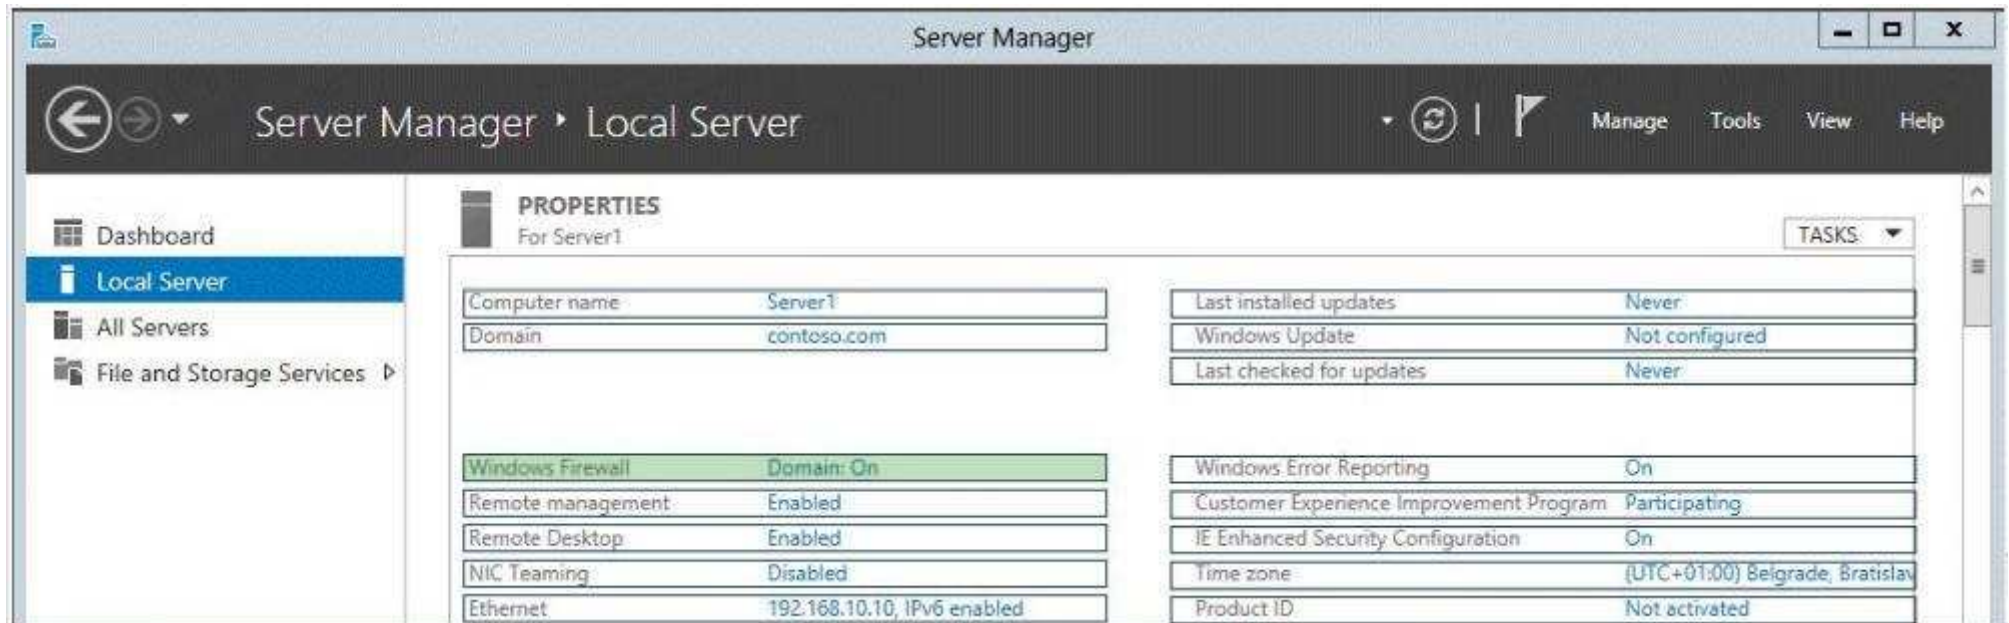 Server Manager
Server Manager ‣ Local Server
Manage Tools View Help
Dashboard
Local Server
All Servers
File and Storage Services
PROPERTIES
For Server1
TASKS
Computer name Server1
Domain contoso.com
Last installed updates Never
Windows Update Not configured
Last checked for updates Never
Windows Firewall Domain: On
Remote management Enabled
Remote Desktop Enabled
NIC Teaming Disabled
Ethernet 192.168.10.10, IPv6 enabled
Windows Error Reporting On
Customer Experience Improvement Program Participating
IE Enhanced Security Configuration On
Time zone (UTC+01:00) Belgrade, Bratislav
Product ID Not activated